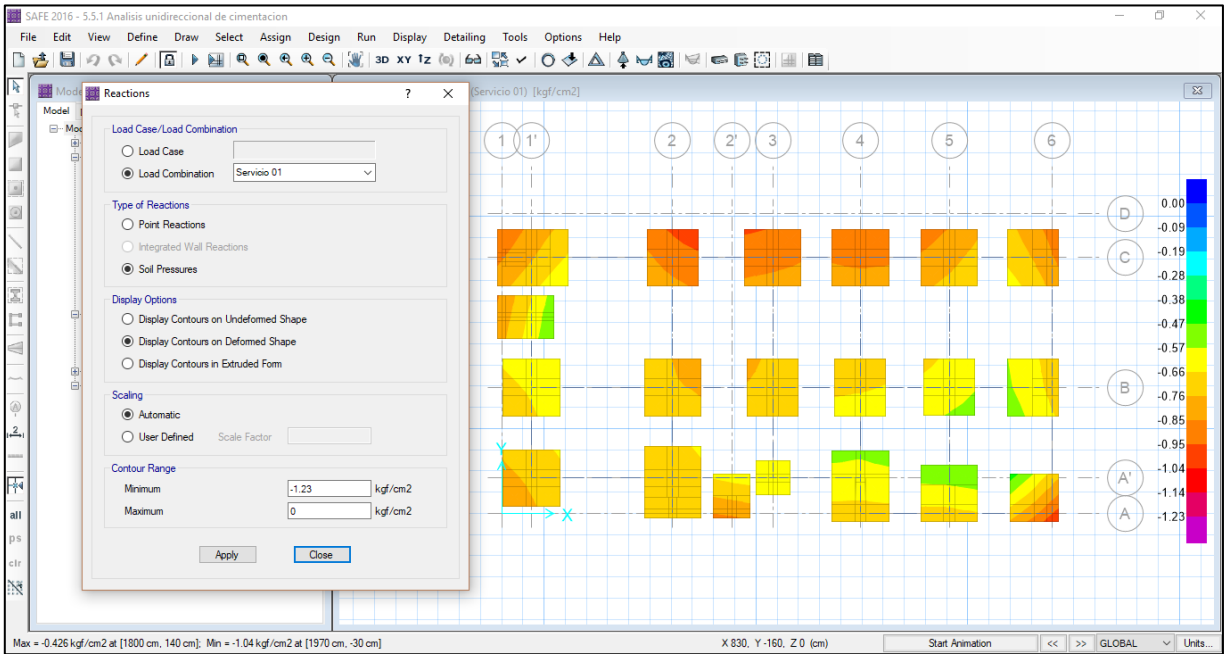 SAFE 2016 - 5.5.1 Analisis unidireccional de cimentacion
File Edit View Define Draw Select Assign Design Run Display Detailing Tools Options Help
3D XY
(Servicio 01) [kgf/cm2]
Reactions ? X
Model
Load Case/Load Combination
Load Case
Load Combination Servicio 01
Type of Reactions
Point Reactions
Integrated Wall Reactions
Soil Pressures
Display Options
Display Contours on Undeformed Shape
Display Contours on Deformed Shape
Display Contours in Extruded Form
Scaling
Automatic
User Defined Scale Factor
Contour Range
Minimum -1.23 kgf/cm2
Maximum 0 kgf/cm2
Apply Close
all
ps
clr
1 1' 2 2' 3 4 5 6
D
C
B
A'
A
Y
X
0.00
-0.09
-0.19
-0.28
-0.38
-0.47
-0.57
-0.66
-0.76
-0.85
-0.95
-1.04
-1.14
-1.23
Max = -0.426 kgf/cm2 at [1800 cm, 140 cm]; Min = -1.04 kgf/cm2 at [1970 cm, -30 cm] X 830, Y -160, Z 0 (cm) Start Animation << >> GLOBAL Units...